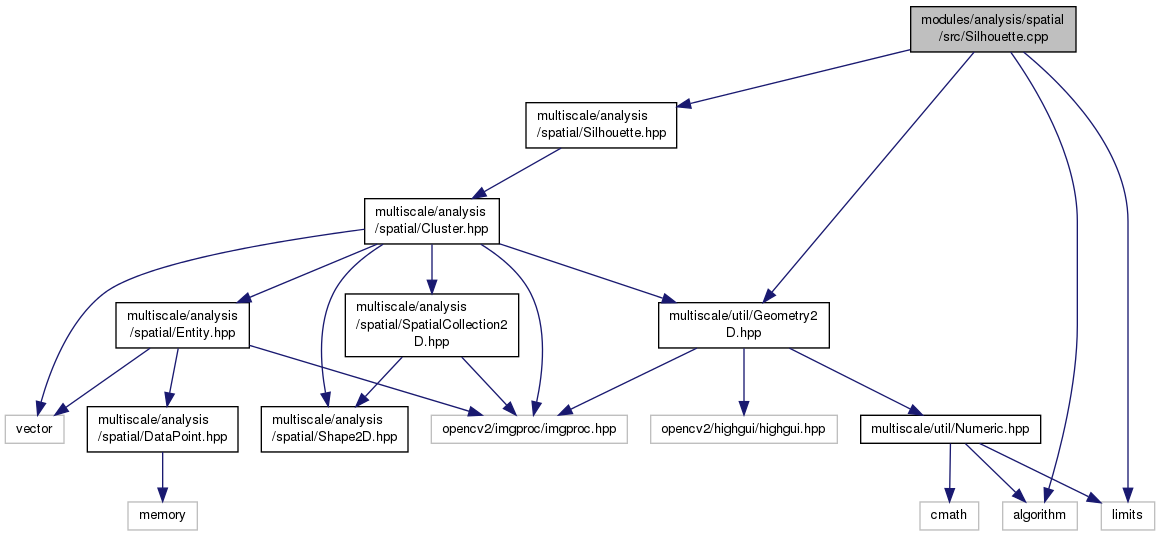 modules/analysis/spatial
/src/Silhouette.cpp
multiscale/analysis
/spatial/Silhouette.hpp
multiscale/analysis
/spatial/Cluster.hpp
multiscale/analysis
/spatial/Entity.hpp
multiscale/analysis
/spatial/SpatialCollection2
D.hpp
multiscale/util/Geometry2
D.hpp
vector
multiscale/analysis
/spatial/DataPoint.hpp
multiscale/analysis
/spatial/Shape2D.hpp
opencv2/imgproc/imgproc.hpp
opencv2/highgui/highgui.hpp
multiscale/util/Numeric.hpp
memory
cmath
algorithm
limits